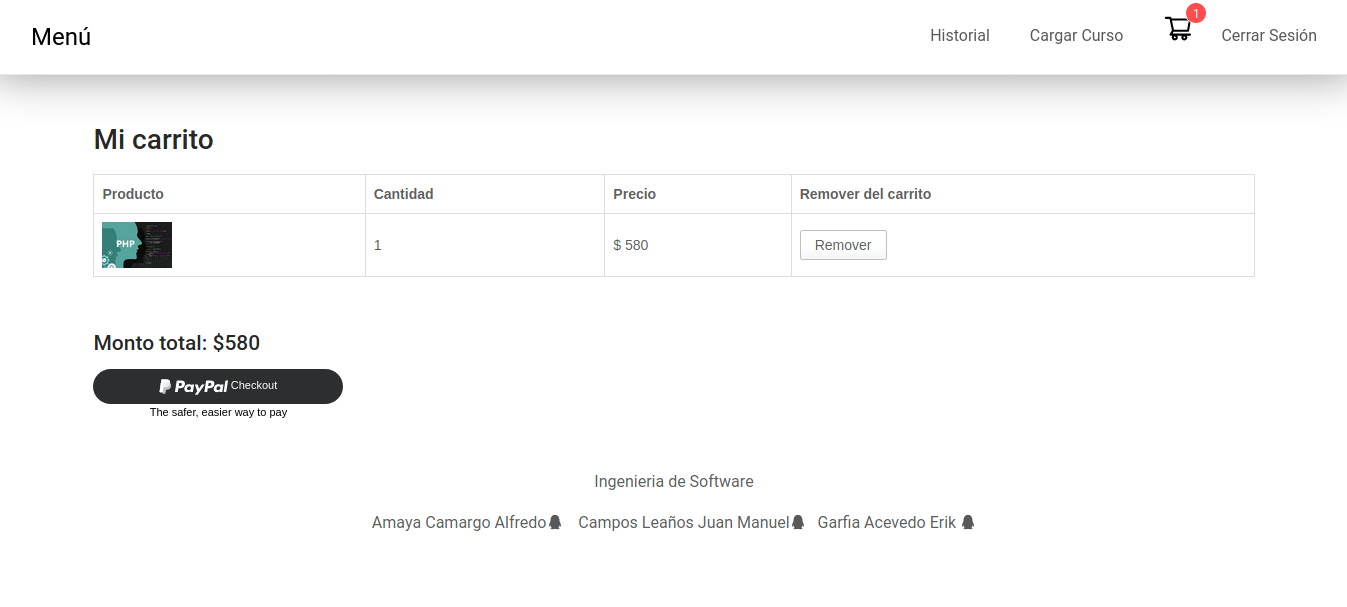 Menú
Historial Cargar Curso 1 Cerrar Sesión
Mi carrito
Producto Cantidad Precio Remover del carrito
PHP 1 $ 580 Remover
Monto total: $580
PayPal Checkout
The safer, easier way to pay
Ingenieria de Software
Amaya Camargo Alfredo Campos Leaños Juan Manuel Garfia Acevedo Erik